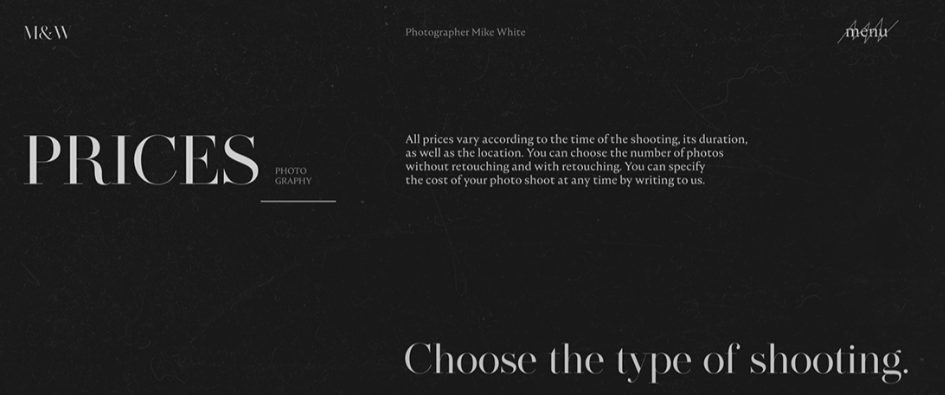 M&W
Photographer Mike White
menu
PRICES
PHOTO
GRAPHY
All prices vary according to the time of the shooting, its duration,
as well as the location. You can choose the number of photos
without retouching and with retouching. You can specify
the cost of your photo shoot at any time by writing to us.
Choose the type of shooting.